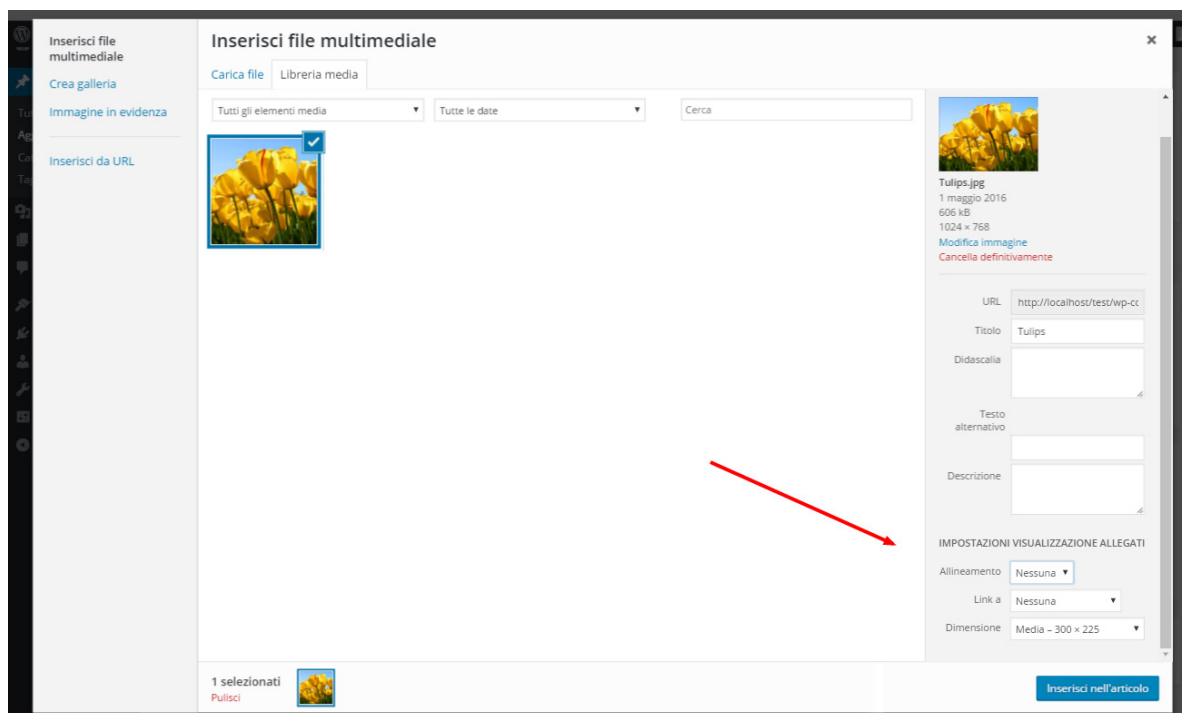 Inserisci file
multimediale
Crea galleria
Immagine in evidenza
Inserisci da URL
Inserisci file multimediale
×
Carica file
Libreria media
Tutti gli elementi media
Tutte le date
Cerca
Tulips.jpg
1 maggio 2016
606 kB
1024 × 768
Modifica immagine
Cancella definitivamente
URL http://localhost/test/wp-cc
Titolo Tulips
Didascalia
Testo
alternativo
Descrizione
IMPOSTAZIONI VISUALIZZAZIONE ALLEGATI
Allineamento Nessuna
Link a Nessuna
Dimensione Media – 300 × 225
1 selezionati
Pulisci
Inserisci nell'articolo